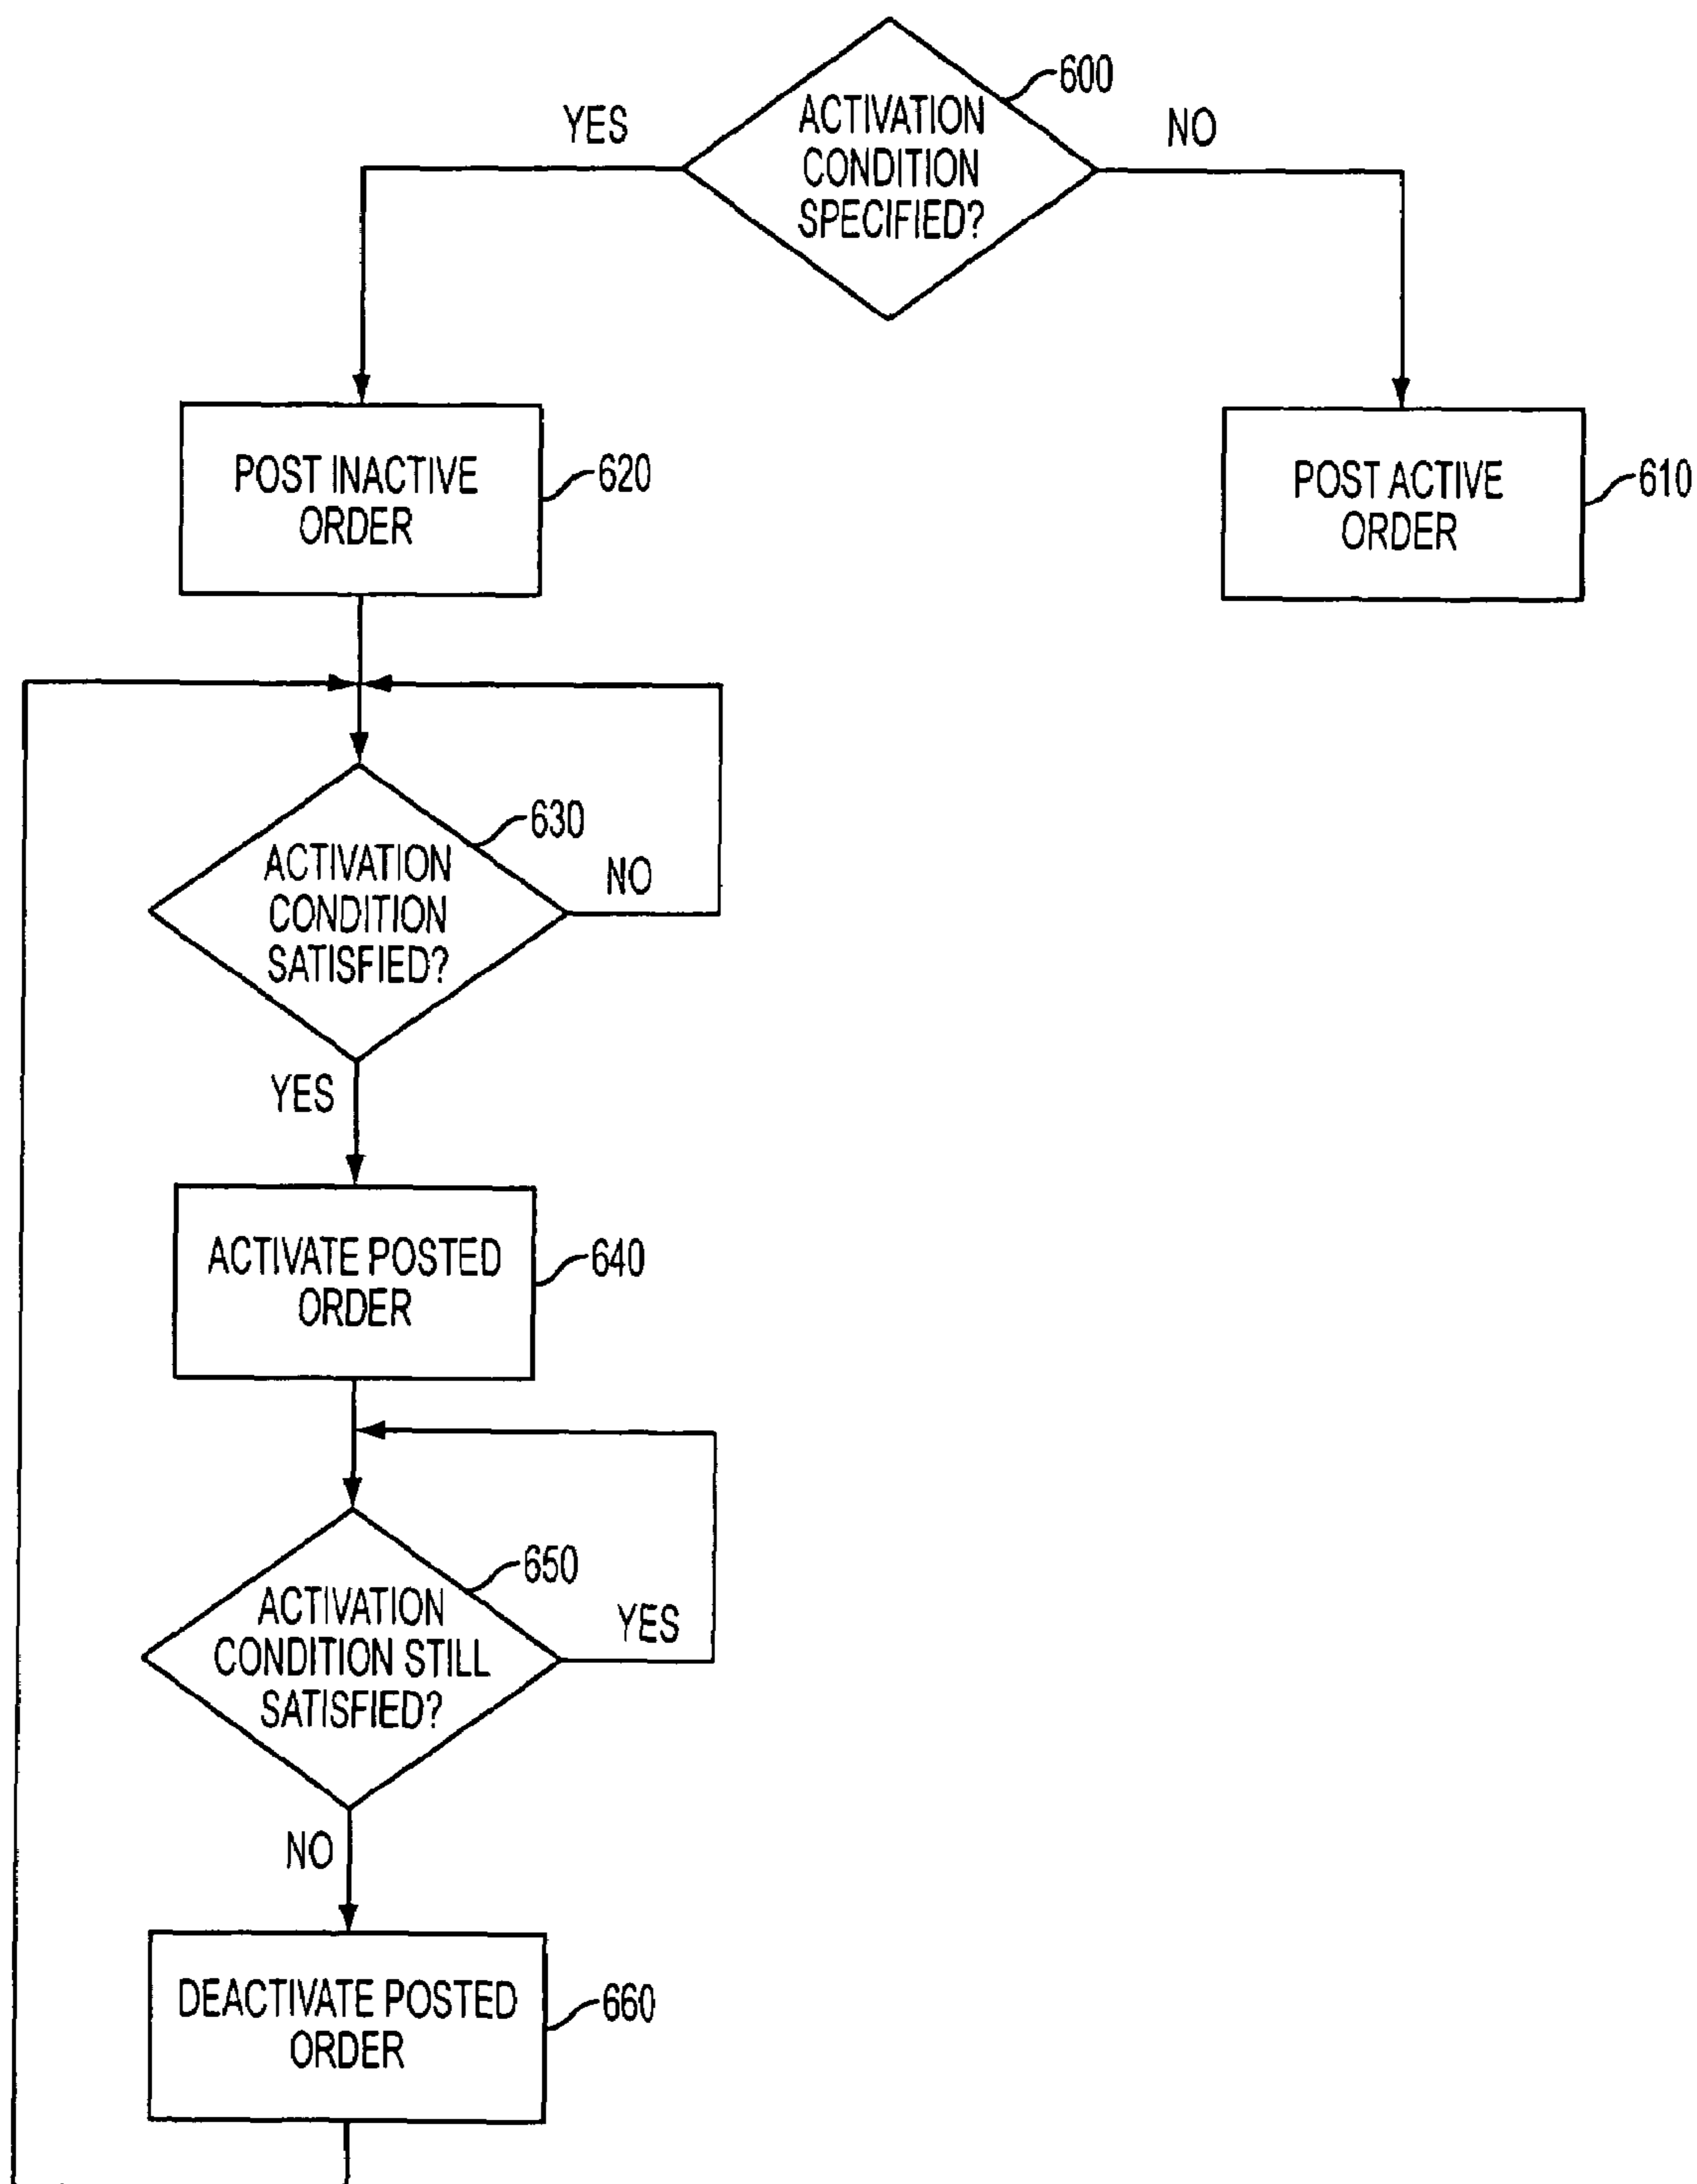 600
YES
NO
ACTIVATION
CONDITION
SPECIFIED?
POST INACTIVE
ORDER
620
POST ACTIVE
ORDER
610
630
ACTIVATION
CONDITION
SATISFIED?
NO
YES
ACTIVATE POSTED
ORDER
640
650
ACTIVATION
CONDITION STILL
SATISFIED?
YES
NO
DEACTIVATE POSTED
ORDER
660